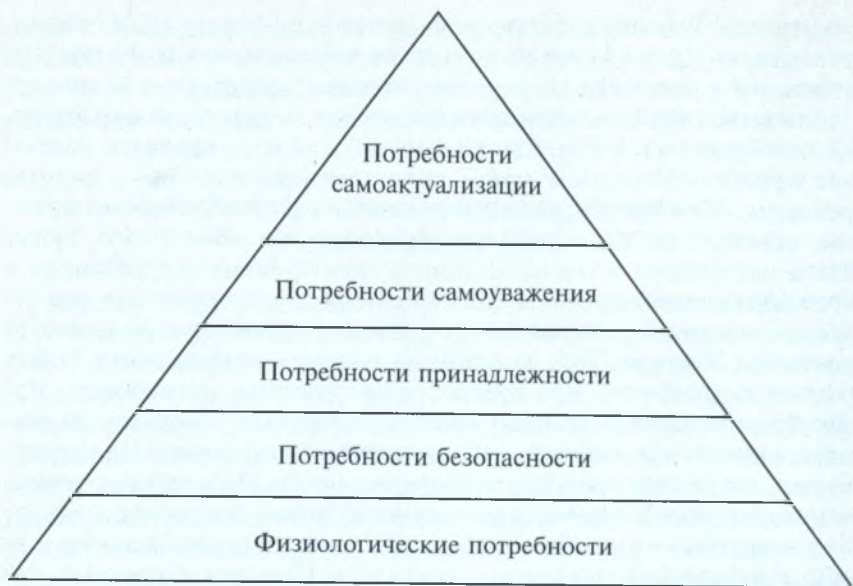 Потребности
самоактуализации
Потребности самоуважения
Потребности принадлежности
Потребности безопасности
Физиологические потребности